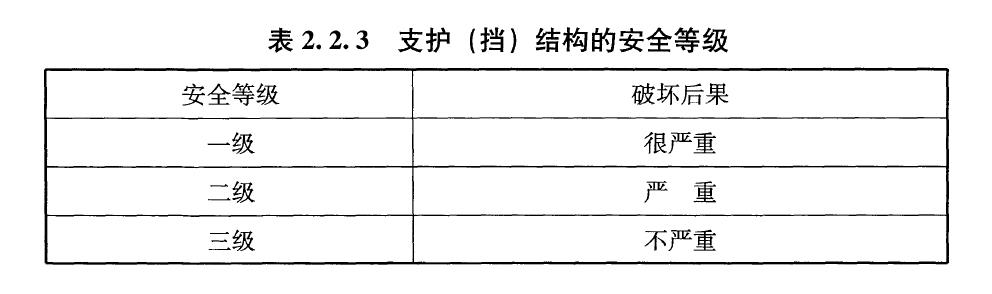 表 2.2.3 支护（挡）结构的安全等级
安全等级 破坏后果
一级 很严重
二级 严 重
三级 不严重